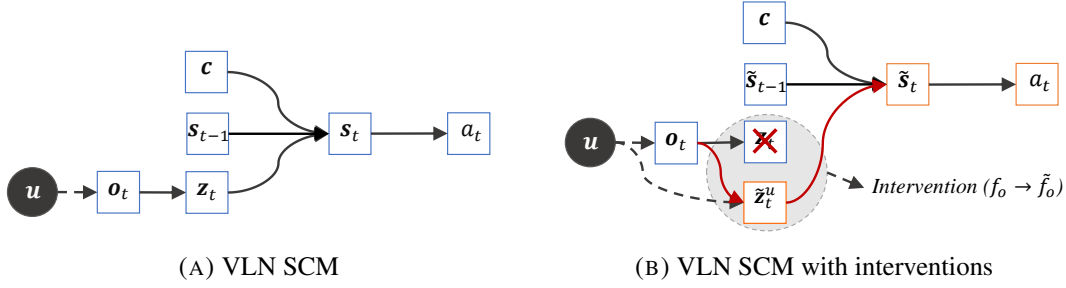 c
s_{t-1}
s_t
a_t
u
o_t
z_t
(A) VLN SCM
c
s̃_{t-1}
s̃_t
a_t
u
o_t
z_t
z̃_t^u
Intervention (f_o → f̃_o)
(B) VLN SCM with interventions